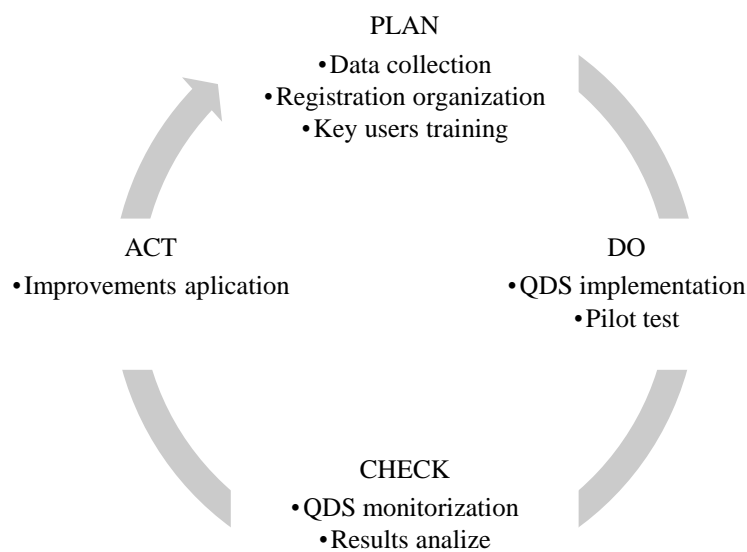 PLAN
•Data collection
•Registration organization
•Key users training
DO
•QDS implementation
•Pilot test
CHECK
•QDS monitorization
•Results analize
ACT
•Improvements aplication